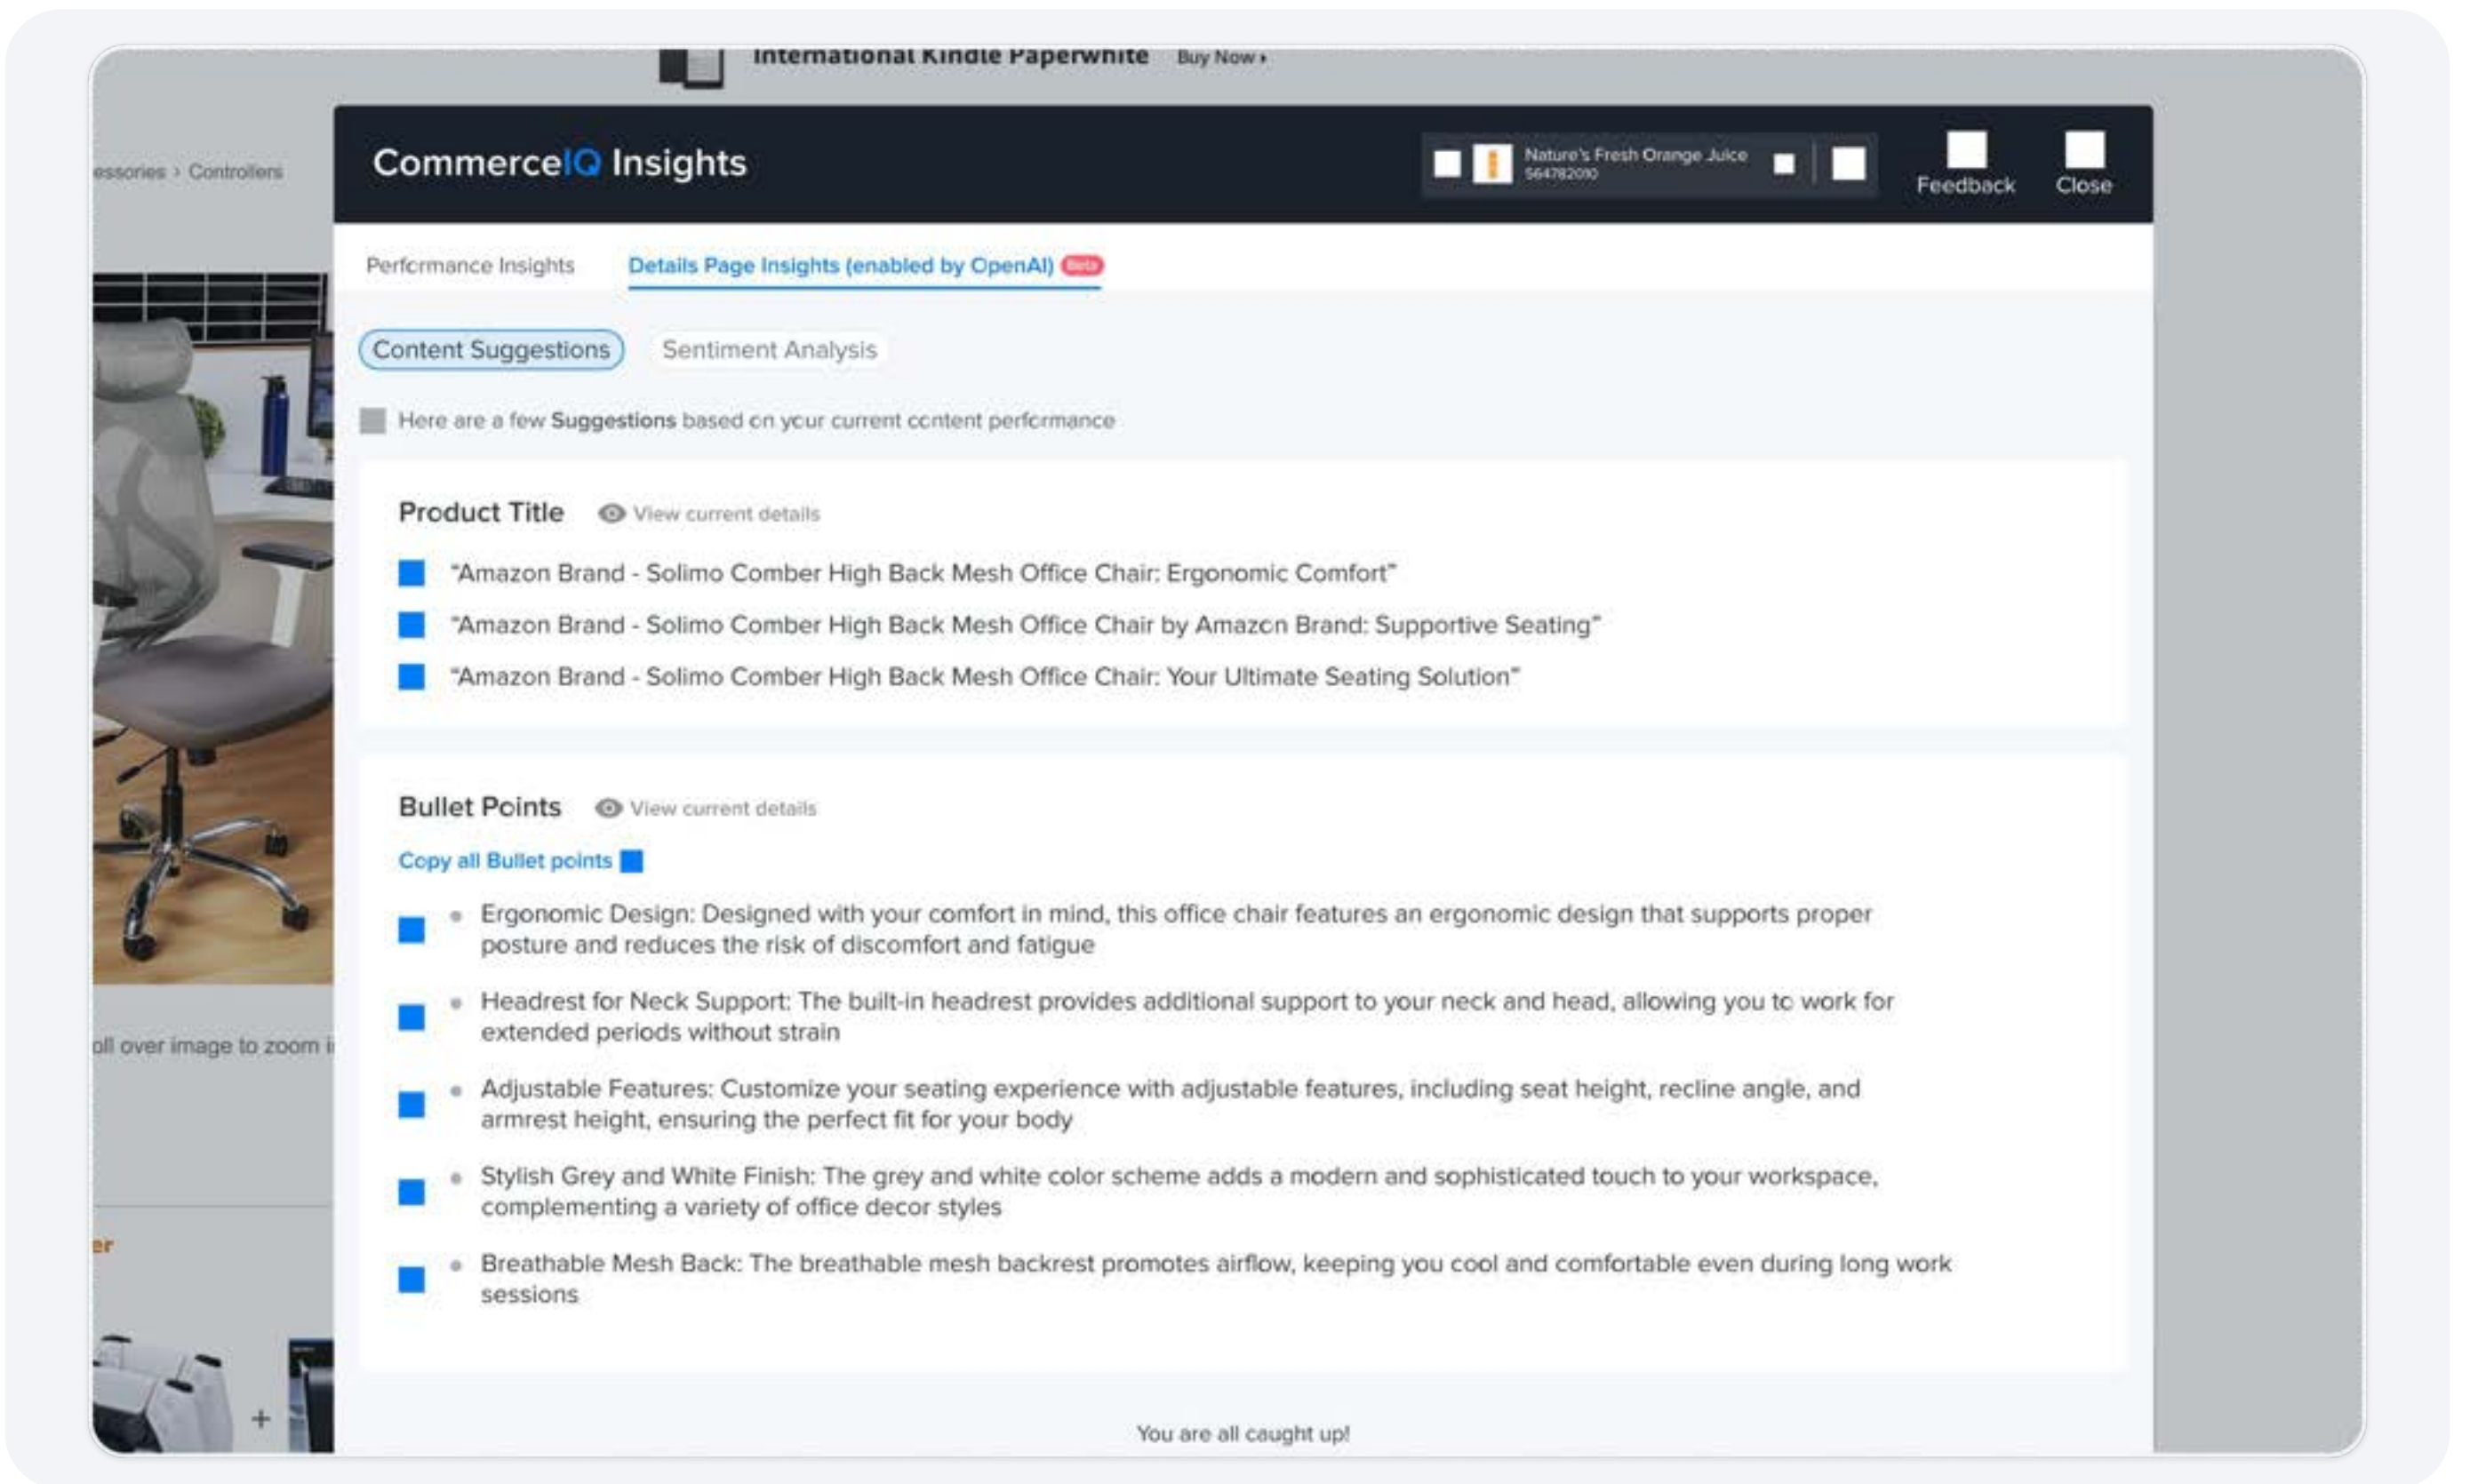 International Kindle Paperwhite Buy Now
essories › Controllers
CommerceIQ Insights
Nature's Fresh Orange Juice
564782010
Feedback
Close
Performance Insights
Details Page Insights (enabled by OpenAI) Beta
Content Suggestions
Sentiment Analysis
Here are a few Suggestions based on your current content performance
Product Title
View current details
“Amazon Brand - Solimo Comber High Back Mesh Office Chair: Ergonomic Comfort”
“Amazon Brand - Solimo Comber High Back Mesh Office Chair by Amazon Brand: Supportive Seating”
“Amazon Brand - Solimo Comber High Back Mesh Office Chair: Your Ultimate Seating Solution”
Bullet Points
View current details
Copy all Bullet points
• Ergonomic Design: Designed with your comfort in mind, this office chair features an ergonomic design that supports proper
posture and reduces the risk of discomfort and fatigue
• Headrest for Neck Support: The built-in headrest provides additional support to your neck and head, allowing you to work for
extended periods without strain
• Adjustable Features: Customize your seating experience with adjustable features, including seat height, recline angle, and
armrest height, ensuring the perfect fit for your body
• Stylish Grey and White Finish: The grey and white color scheme adds a modern and sophisticated touch to your workspace,
complementing a variety of office decor styles
• Breathable Mesh Back: The breathable mesh backrest promotes airflow, keeping you cool and comfortable even during long work
sessions
oll over image to zoom i
er
+
You are all caught up!